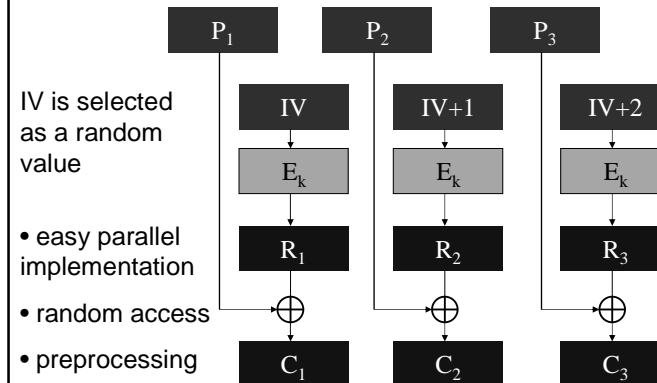 P₁ P₂ P₃
IV is selected
as a random
value
IV IV+1 IV+2
Eₖ Eₖ Eₖ
• easy parallel
implementation
R₁ R₂ R₃
• random access
• preprocessing
C₁ C₂ C₃